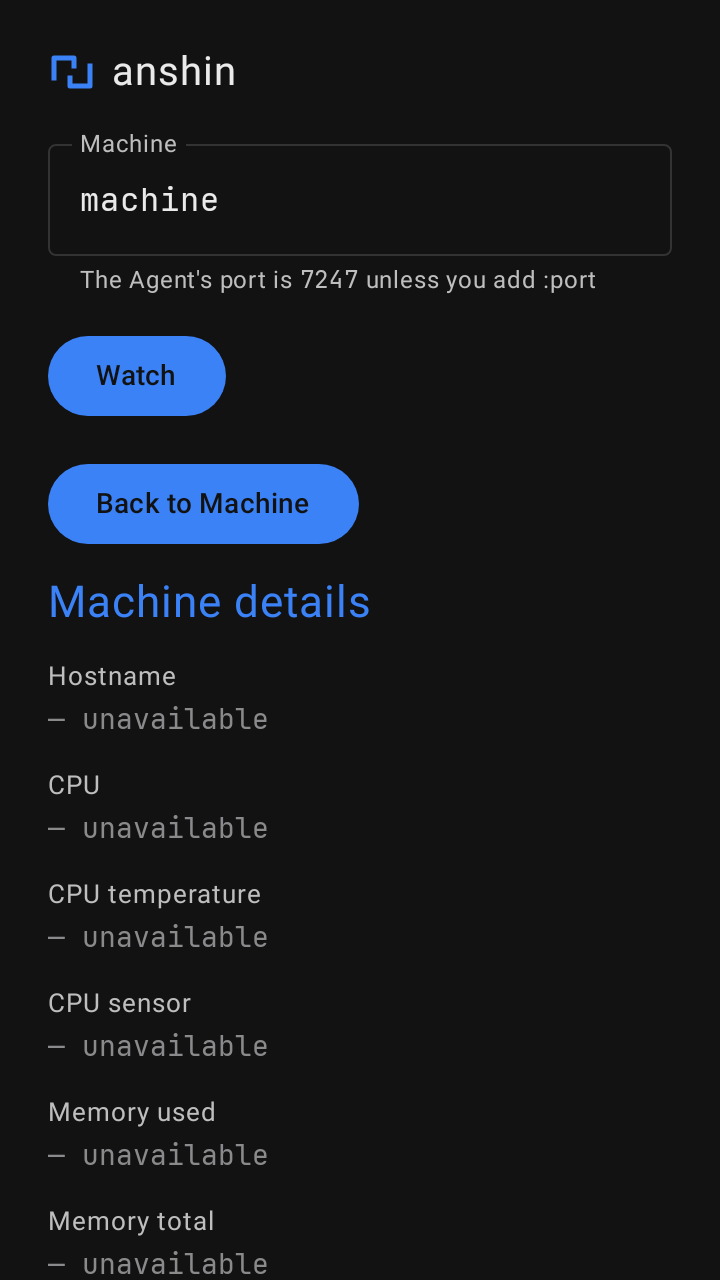 anshin
Machine
machine
The Agent's port is 7247 unless you add :port
Watch
Back to Machine
Machine details
Hostname
— unavailable
CPU
— unavailable
CPU temperature
— unavailable
CPU sensor
— unavailable
Memory used
— unavailable
Memory total
— unavailable